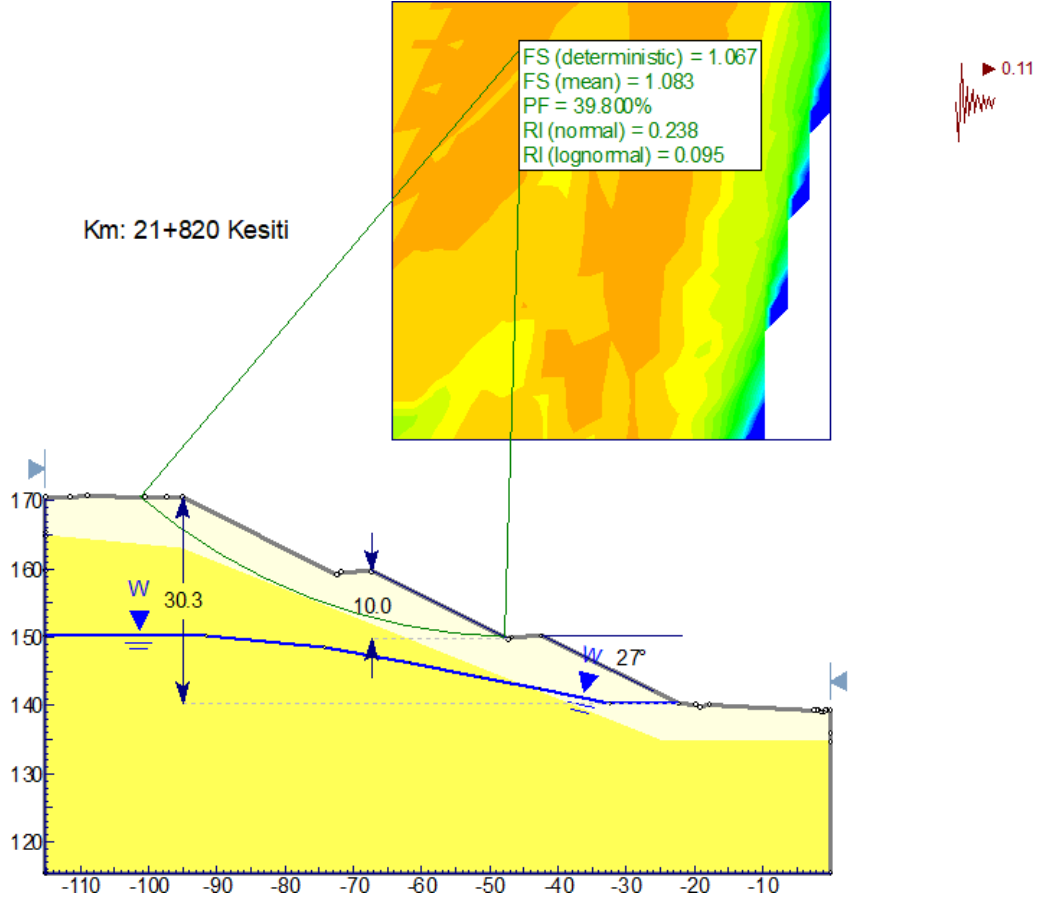 FS (deterministic) = 1.067
FS (mean) = 1.083
PF = 39.800%
RI (normal) = 0.238
RI (lognormal) = 0.095
0.11
Km: 21+820 Kesiti
170
160
150
140
130
120
W
30.3
10.0
W
27°
-110 -100 -90 -80 -70 -60 -50 -40 -30 -20 -10